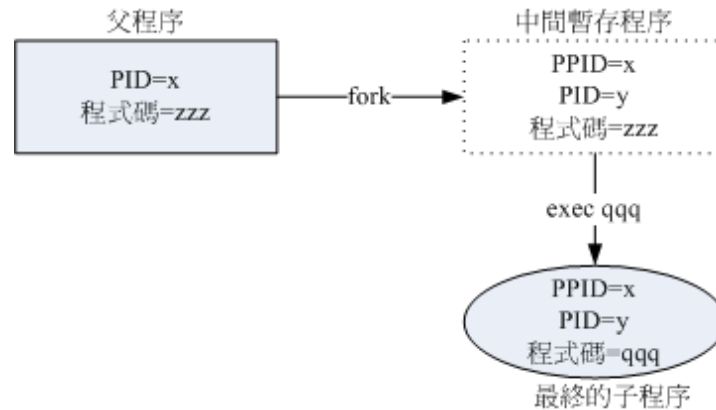 父程序
PID=x
程式碼=zzz
fork
中間暫存程序
PPID=x
PID=y
程式碼=zzz
exec qqq
PPID=x
PID=y
程式碼=qqq
最終的子程序